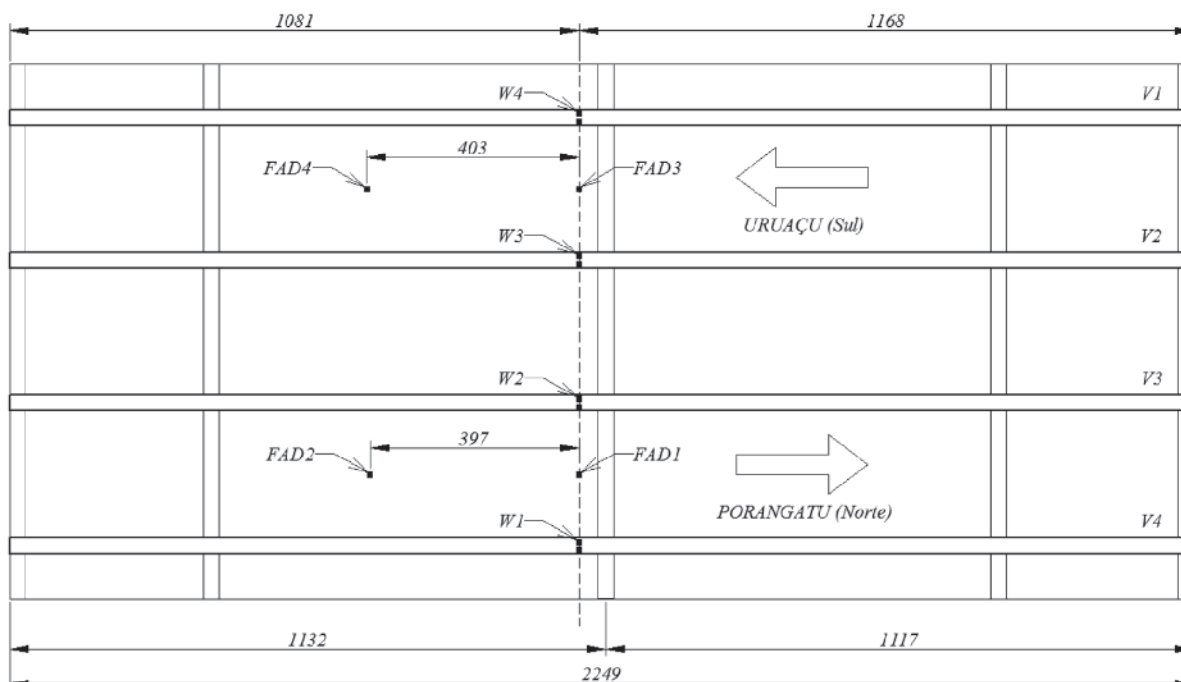 1081 1168
W4 V1
403
FAD4 FAD3
URUAÇU (Sul)
W3 V2
W2 V3
397
FAD2 FAD1
PORANGATU (Norte)
W1 V4
1132 1117
2249